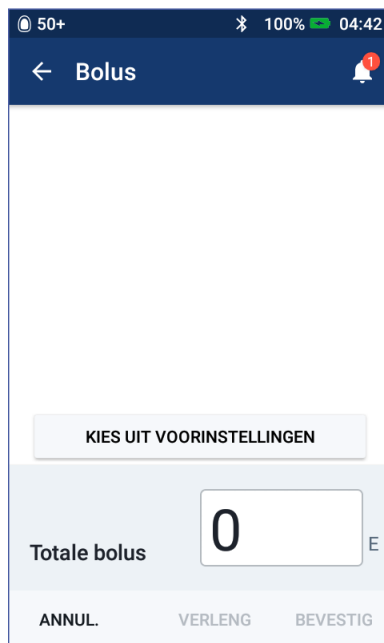 50+ 100% 04:42
Bolus 1
KIES UIT VOORINSTELLINGEN
0
Totale bolus E
ANNUL. VERLENG BEVESTIG